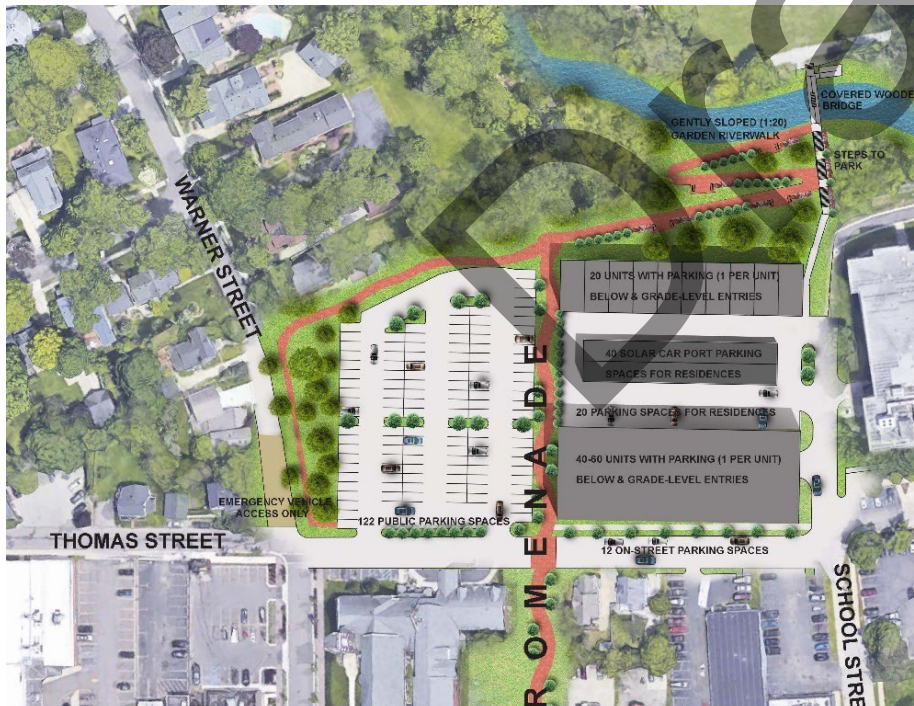 COVERED WOODE
BRIDGE
GENTLY SLOPED (1:20)
GARDEN RIVERWALK
STEPS TO
PARK
WARNER STREET
20 UNITS WITH PARKING (1 PER UNIT)
BELOW & GRADE-LEVEL ENTRIES
40 SOLAR CAR PORT PARKING
SPACES FOR RESIDENCES
20 PARKING SPACES FOR RESIDENCES
40-60 UNITS WITH PARKING (1 PER UNIT)
BELOW & GRADE-LEVEL ENTRIES
EMERGENCY VEHICLE
ACCESS ONLY
122 PUBLIC PARKING SPACES
THOMAS STREET
12 ON-STREET PARKING SPACES
ROMENADE
SCHOOL STRE
Dra